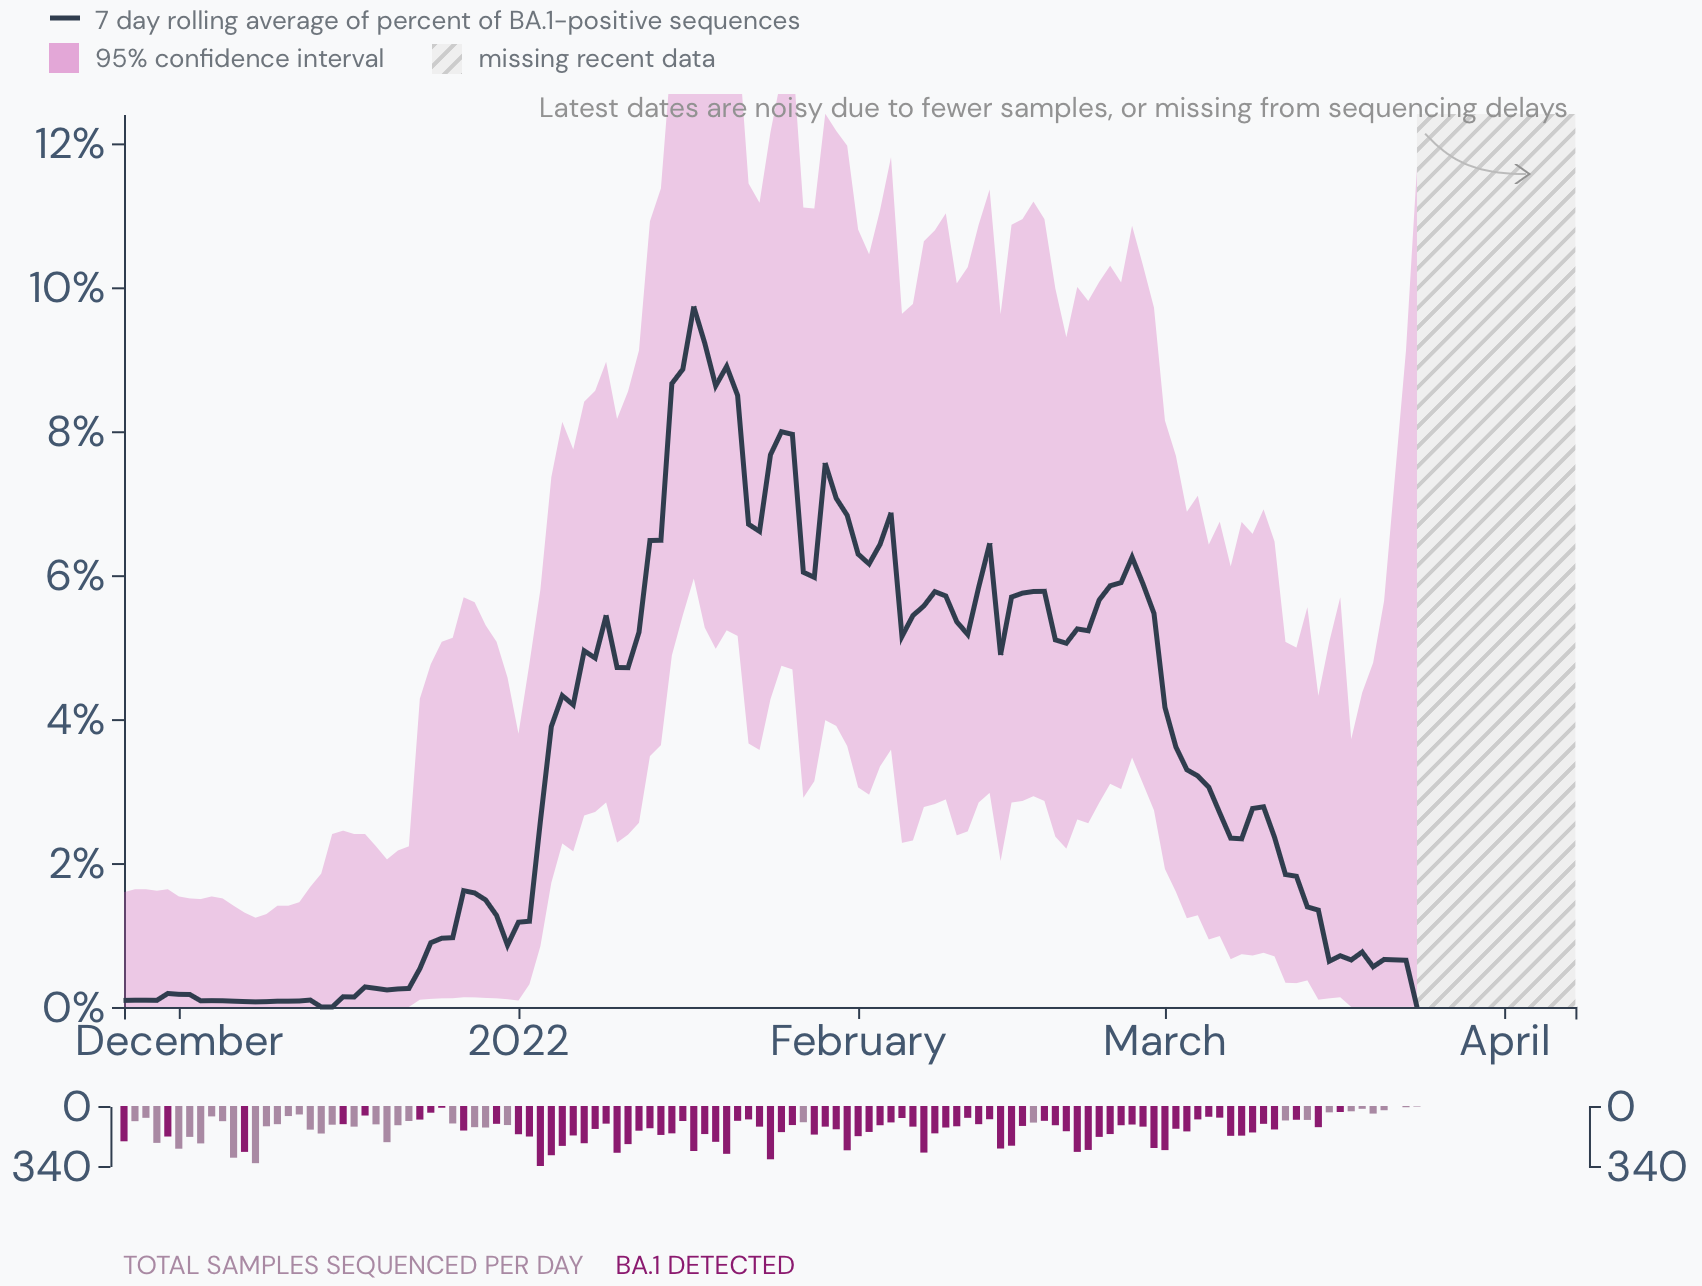 7 day rolling average of percent of BA.1-positive sequences
95% confidence interval missing recent data
Latest dates are noisy due to fewer samples, or missing from sequencing delays.
12%
10%
8%
6%
4%
2%
0%
December 2022 February March April
0 0
340 340
TOTAL SAMPLES SEQUENCED PER DAY BA.1 DETECTED